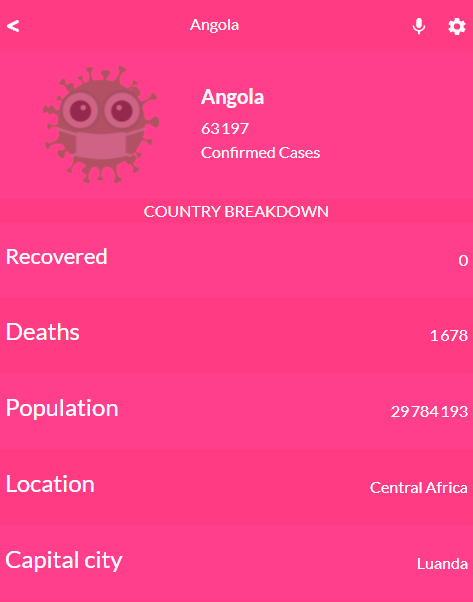 <
Angola
Angola
63197
Confirmed Cases
COUNTRY BREAKDOWN
Recovered 0
Deaths 1678
Population 29784193
Location Central Africa
Capital city Luanda